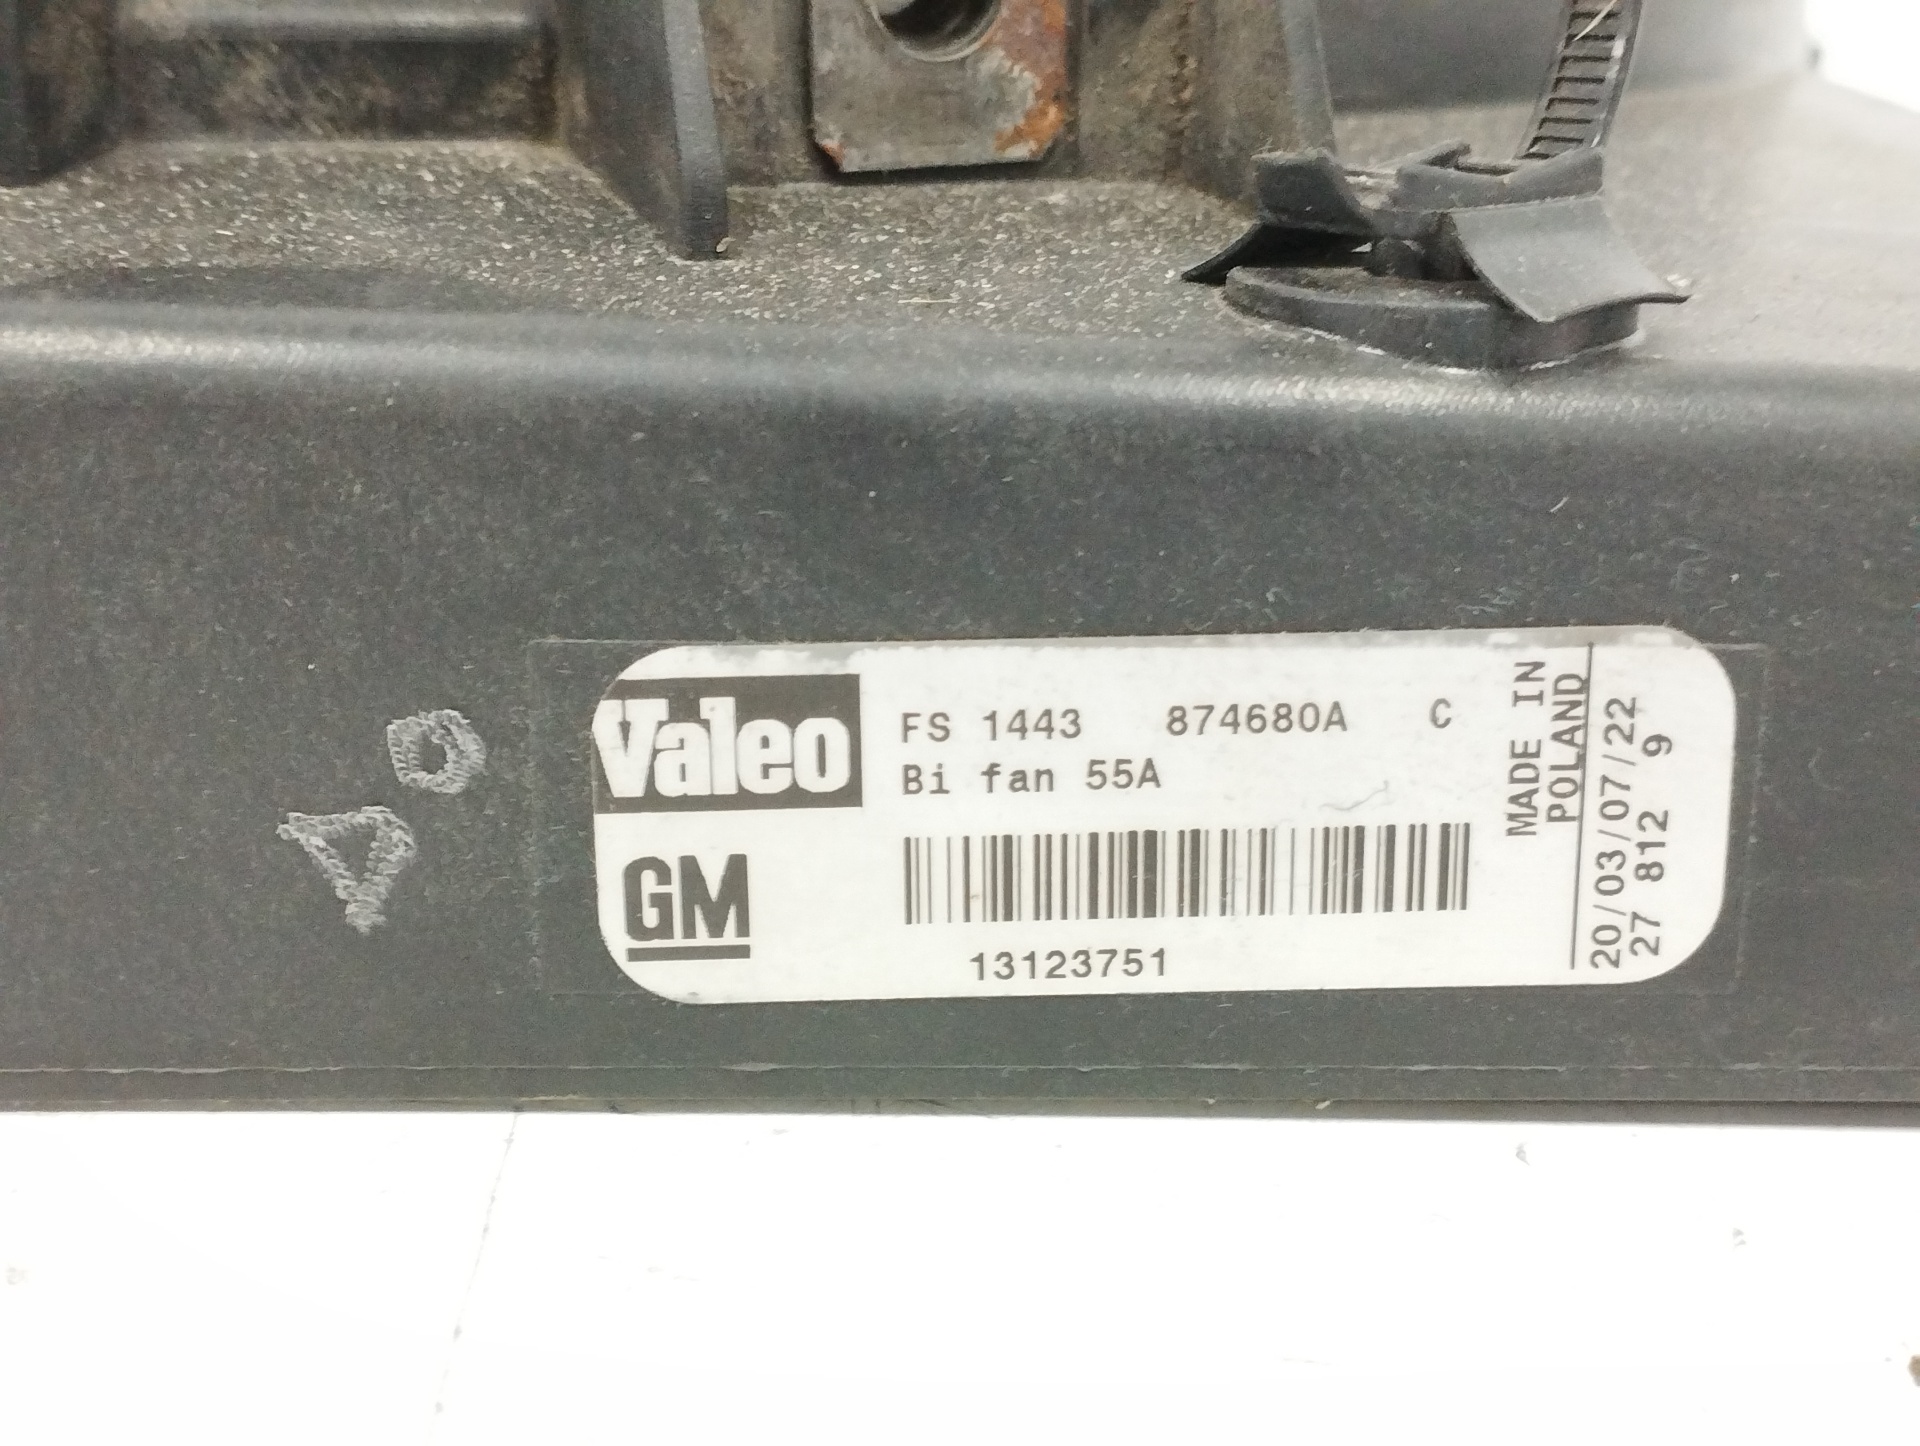 Valeo
FS 1443 874680A C
Bi fan 55A
GM
13123751
MADE IN
POLAND
20/03/07/22
27 812 9